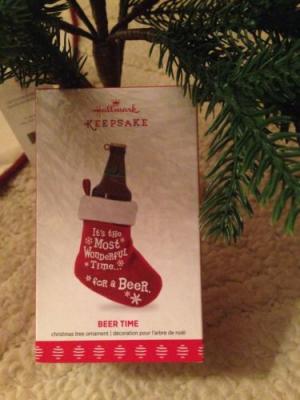 Hallmark
KEEPSAKE
It's the
Most
Wonderful
Time...
for a Beer.
BEER TIME
christmas tree ornament | décoration pour l'arbre de noël